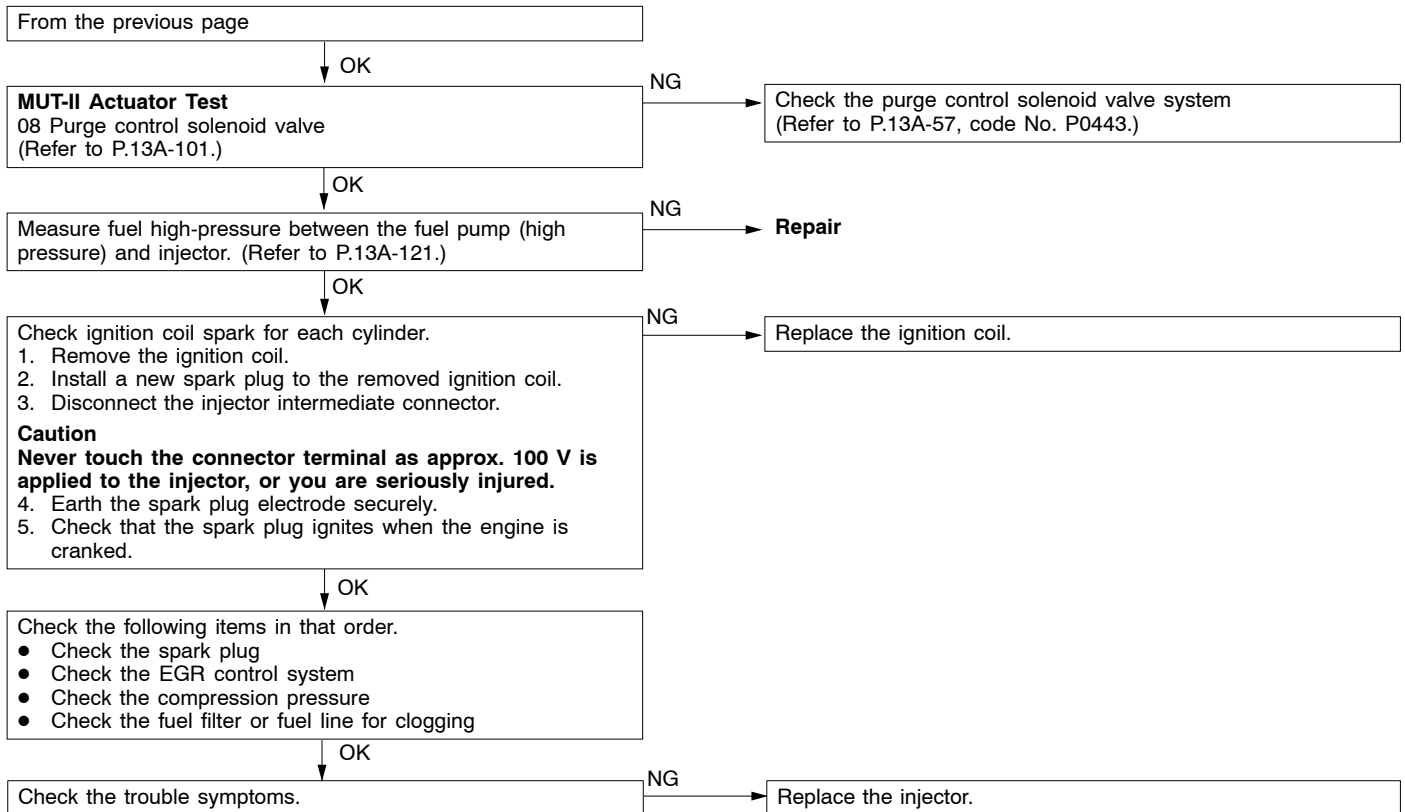 From the previous page
OK
MUT-II Actuator Test
08 Purge control solenoid valve
(Refer to P.13A-101.)
NG
Check the purge control solenoid valve system
(Refer to P.13A-57, code No. P0443.)
OK
Measure fuel high-pressure between the fuel pump (high
pressure) and injector. (Refer to P.13A-121.)
NG
Repair
OK
Check ignition coil spark for each cylinder.
1. Remove the ignition coil.
2. Install a new spark plug to the removed ignition coil.
3. Disconnect the injector intermediate connector.
Caution
Never touch the connector terminal as approx. 100 V is
applied to the injector, or you are seriously injured.
4. Earth the spark plug electrode securely.
5. Check that the spark plug ignites when the engine is
cranked.
NG
Replace the ignition coil.
OK
Check the following items in that order.
● Check the spark plug
● Check the EGR control system
● Check the compression pressure
● Check the fuel filter or fuel line for clogging
OK
Check the trouble symptoms.
NG
Replace the injector.